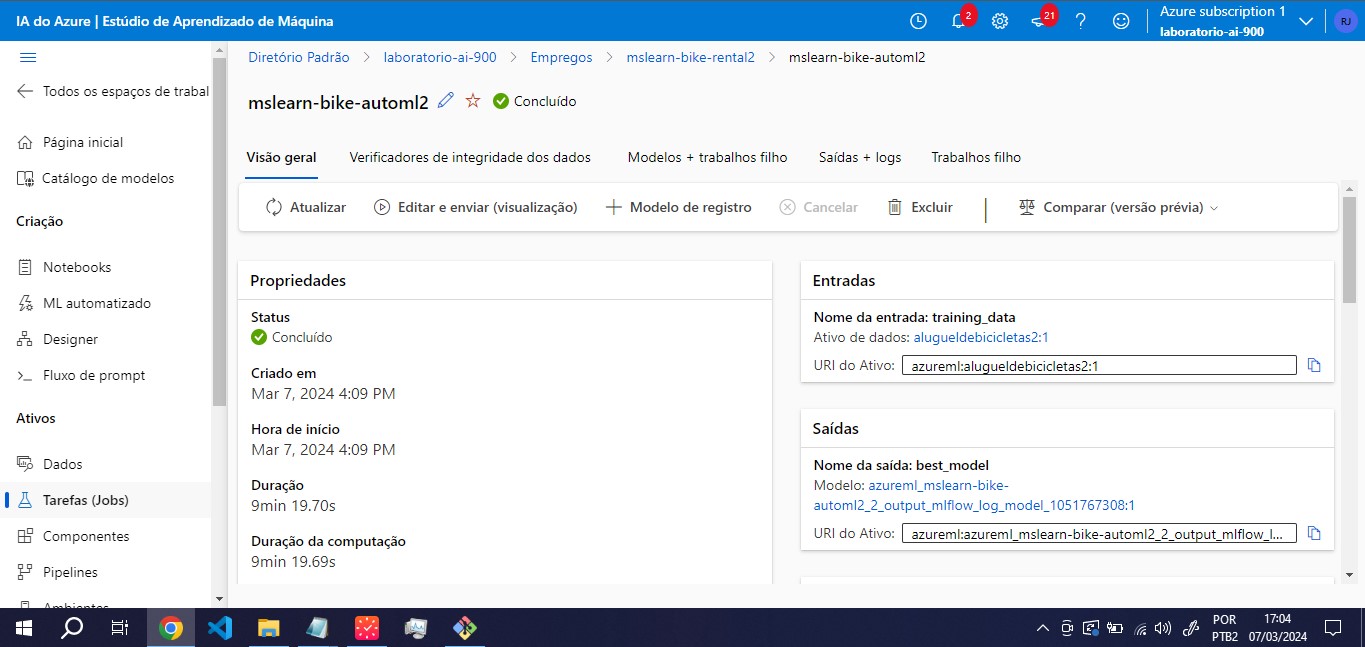 IA do Azure | Estúdio de Aprendizado de Máquina
2
21
Azure subscription 1
laboratorio-ai-900
RJ
Todos os espaços de trabal
Página inicial
Catálogo de modelos
Criação
Notebooks
ML automatizado
Designer
Fluxo de prompt
Ativos
Dados
Tarefas (Jobs)
Componentes
Pipelines
Ambientes
Diretório Padrão > laboratorio-ai-900 > Empregos > mslearn-bike-rental2 > mslearn-bike-automl2
mslearn-bike-automl2 Concluído
Visão geral Verificadores de integridade dos dados Modelos + trabalhos filho Saídas + logs Trabalhos filho
Atualizar Editar e enviar (visualização) Modelo de registro Cancelar Excluir Comparar (versão prévia)
Propriedades
Status
Concluído
Criado em
Mar 7, 2024 4:09 PM
Hora de início
Mar 7, 2024 4:09 PM
Duração
9min 19.70s
Duração da computação
9min 19.69s
Entradas
Nome da entrada: training_data
Ativo de dados: alugueldebicicletas2:1
URI do Ativo: azureml:alugueldebicicletas2:1
Saídas
Nome da saída: best_model
Modelo: azureml_mslearn-bike-
automl2_2_output_mlflow_log_model_1051767308:1
URI do Ativo: azureml:azureml_mslearn-bike-automl2_2_output_mlflow_l...
POR
PTB2
17:04
07/03/2024